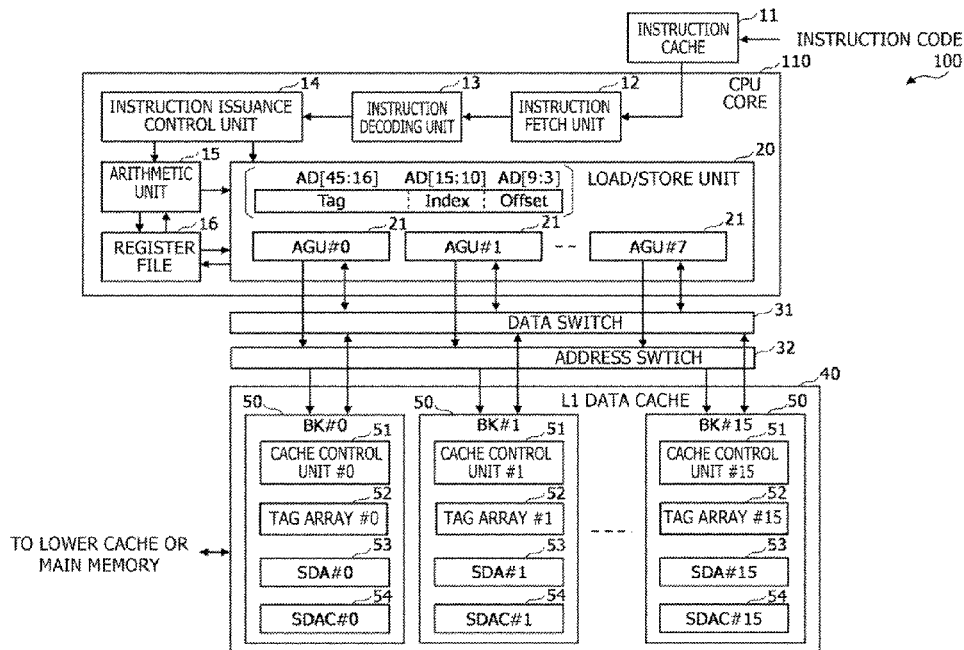 11
INSTRUCTION
CACHE
INSTRUCTION CODE
100
110
CPU
CORE
14
INSTRUCTION ISSUANCE
CONTROL UNIT
13
INSTRUCTION
DECODING UNIT
12
INSTRUCTION
FETCH UNIT
15
ARITHMETIC
UNIT
16
REGISTER
FILE
20
LOAD/STORE UNIT
AD[45:16] AD[15:10] AD[9:3]
Tag Index Offset
21 21 21
AGU#0 AGU#1 -- AGU#7
31
DATA SWITCH
32
ADDRESS SWTICH
40
L1 DATA CACHE
50 50 50
BK#0 BK#1 BK#15
51 51 51
CACHE CONTROL CACHE CONTROL CACHE CONTROL
UNIT #0 UNIT #1 UNIT #15
52 52 52
TAG ARRAY #0 TAG ARRAY #1 TAG ARRAY #15
53 53 53
SDA#0 SDA#1 SDA#15
54 54 54
SDAC#0 SDAC#1 SDAC#15
TO LOWER CACHE OR
MAIN MEMORY